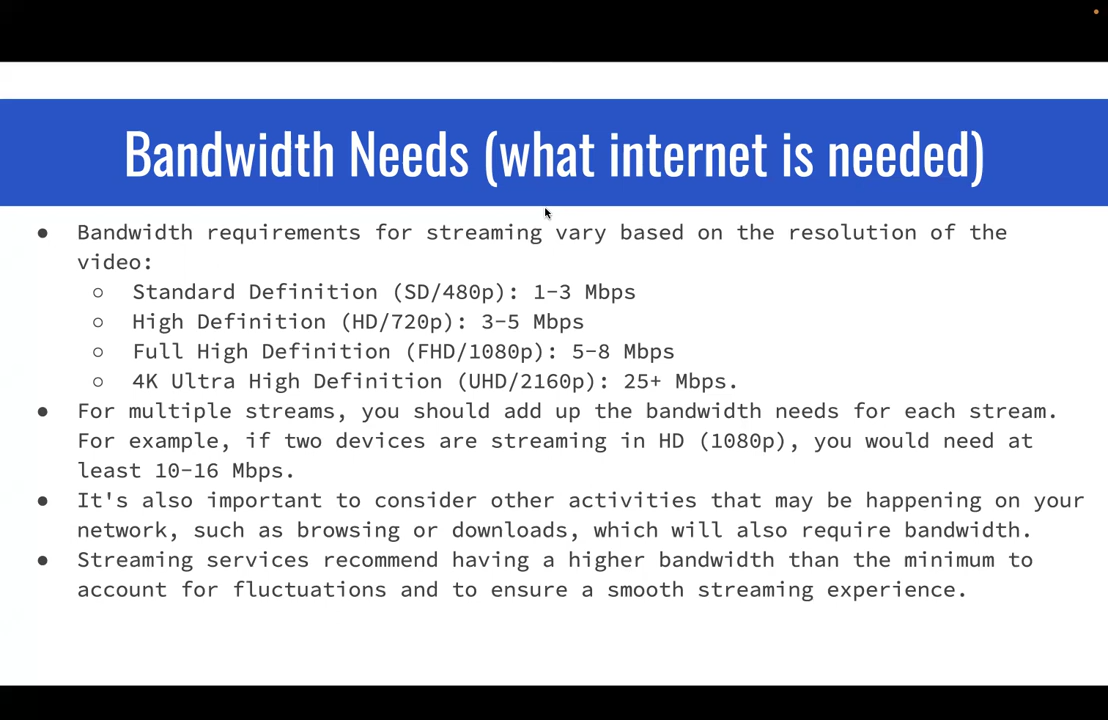 Bandwidth Needs (what internet is needed)
● Bandwidth requirements for streaming vary based on the resolution of the
video:
○ Standard Definition (SD/480p): 1-3 Mbps
○ High Definition (HD/720p): 3-5 Mbps
○ Full High Definition (FHD/1080p): 5-8 Mbps
○ 4K Ultra High Definition (UHD/2160p): 25+ Mbps.
● For multiple streams, you should add up the bandwidth needs for each stream.
For example, if two devices are streaming in HD (1080p), you would need at
least 10-16 Mbps.
● It's also important to consider other activities that may be happening on your
network, such as browsing or downloads, which will also require bandwidth.
● Streaming services recommend having a higher bandwidth than the minimum to
account for fluctuations and to ensure a smooth streaming experience.